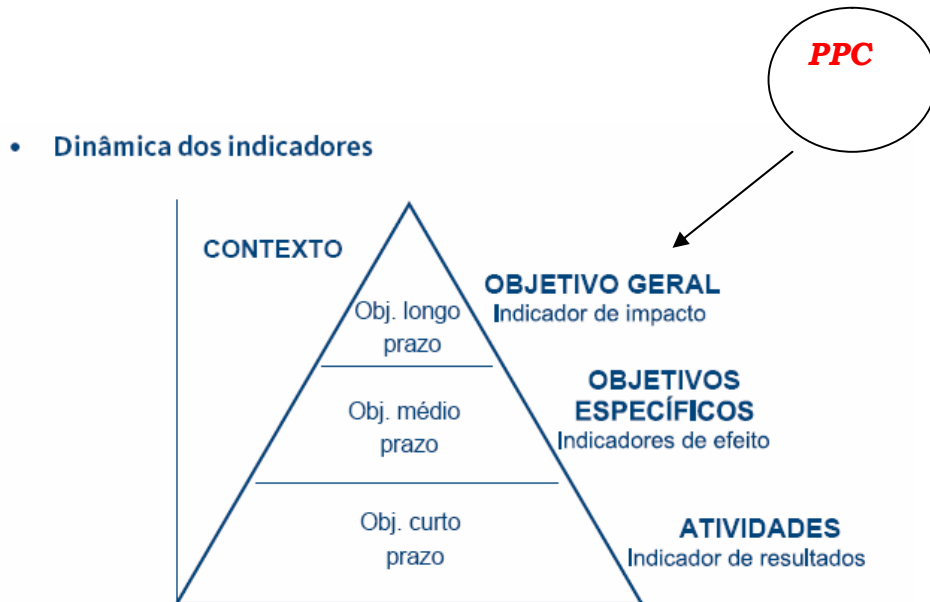 PPC
• Dinâmica dos indicadores
CONTEXTO
OBJETIVO GERAL
Indicador de impacto
Obj. longo
prazo
OBJETIVOS
ESPECÍFICOS
Indicadores de efeito
Obj. médio
prazo
ATIVIDADES
Indicador de resultados
Obj. curto
prazo